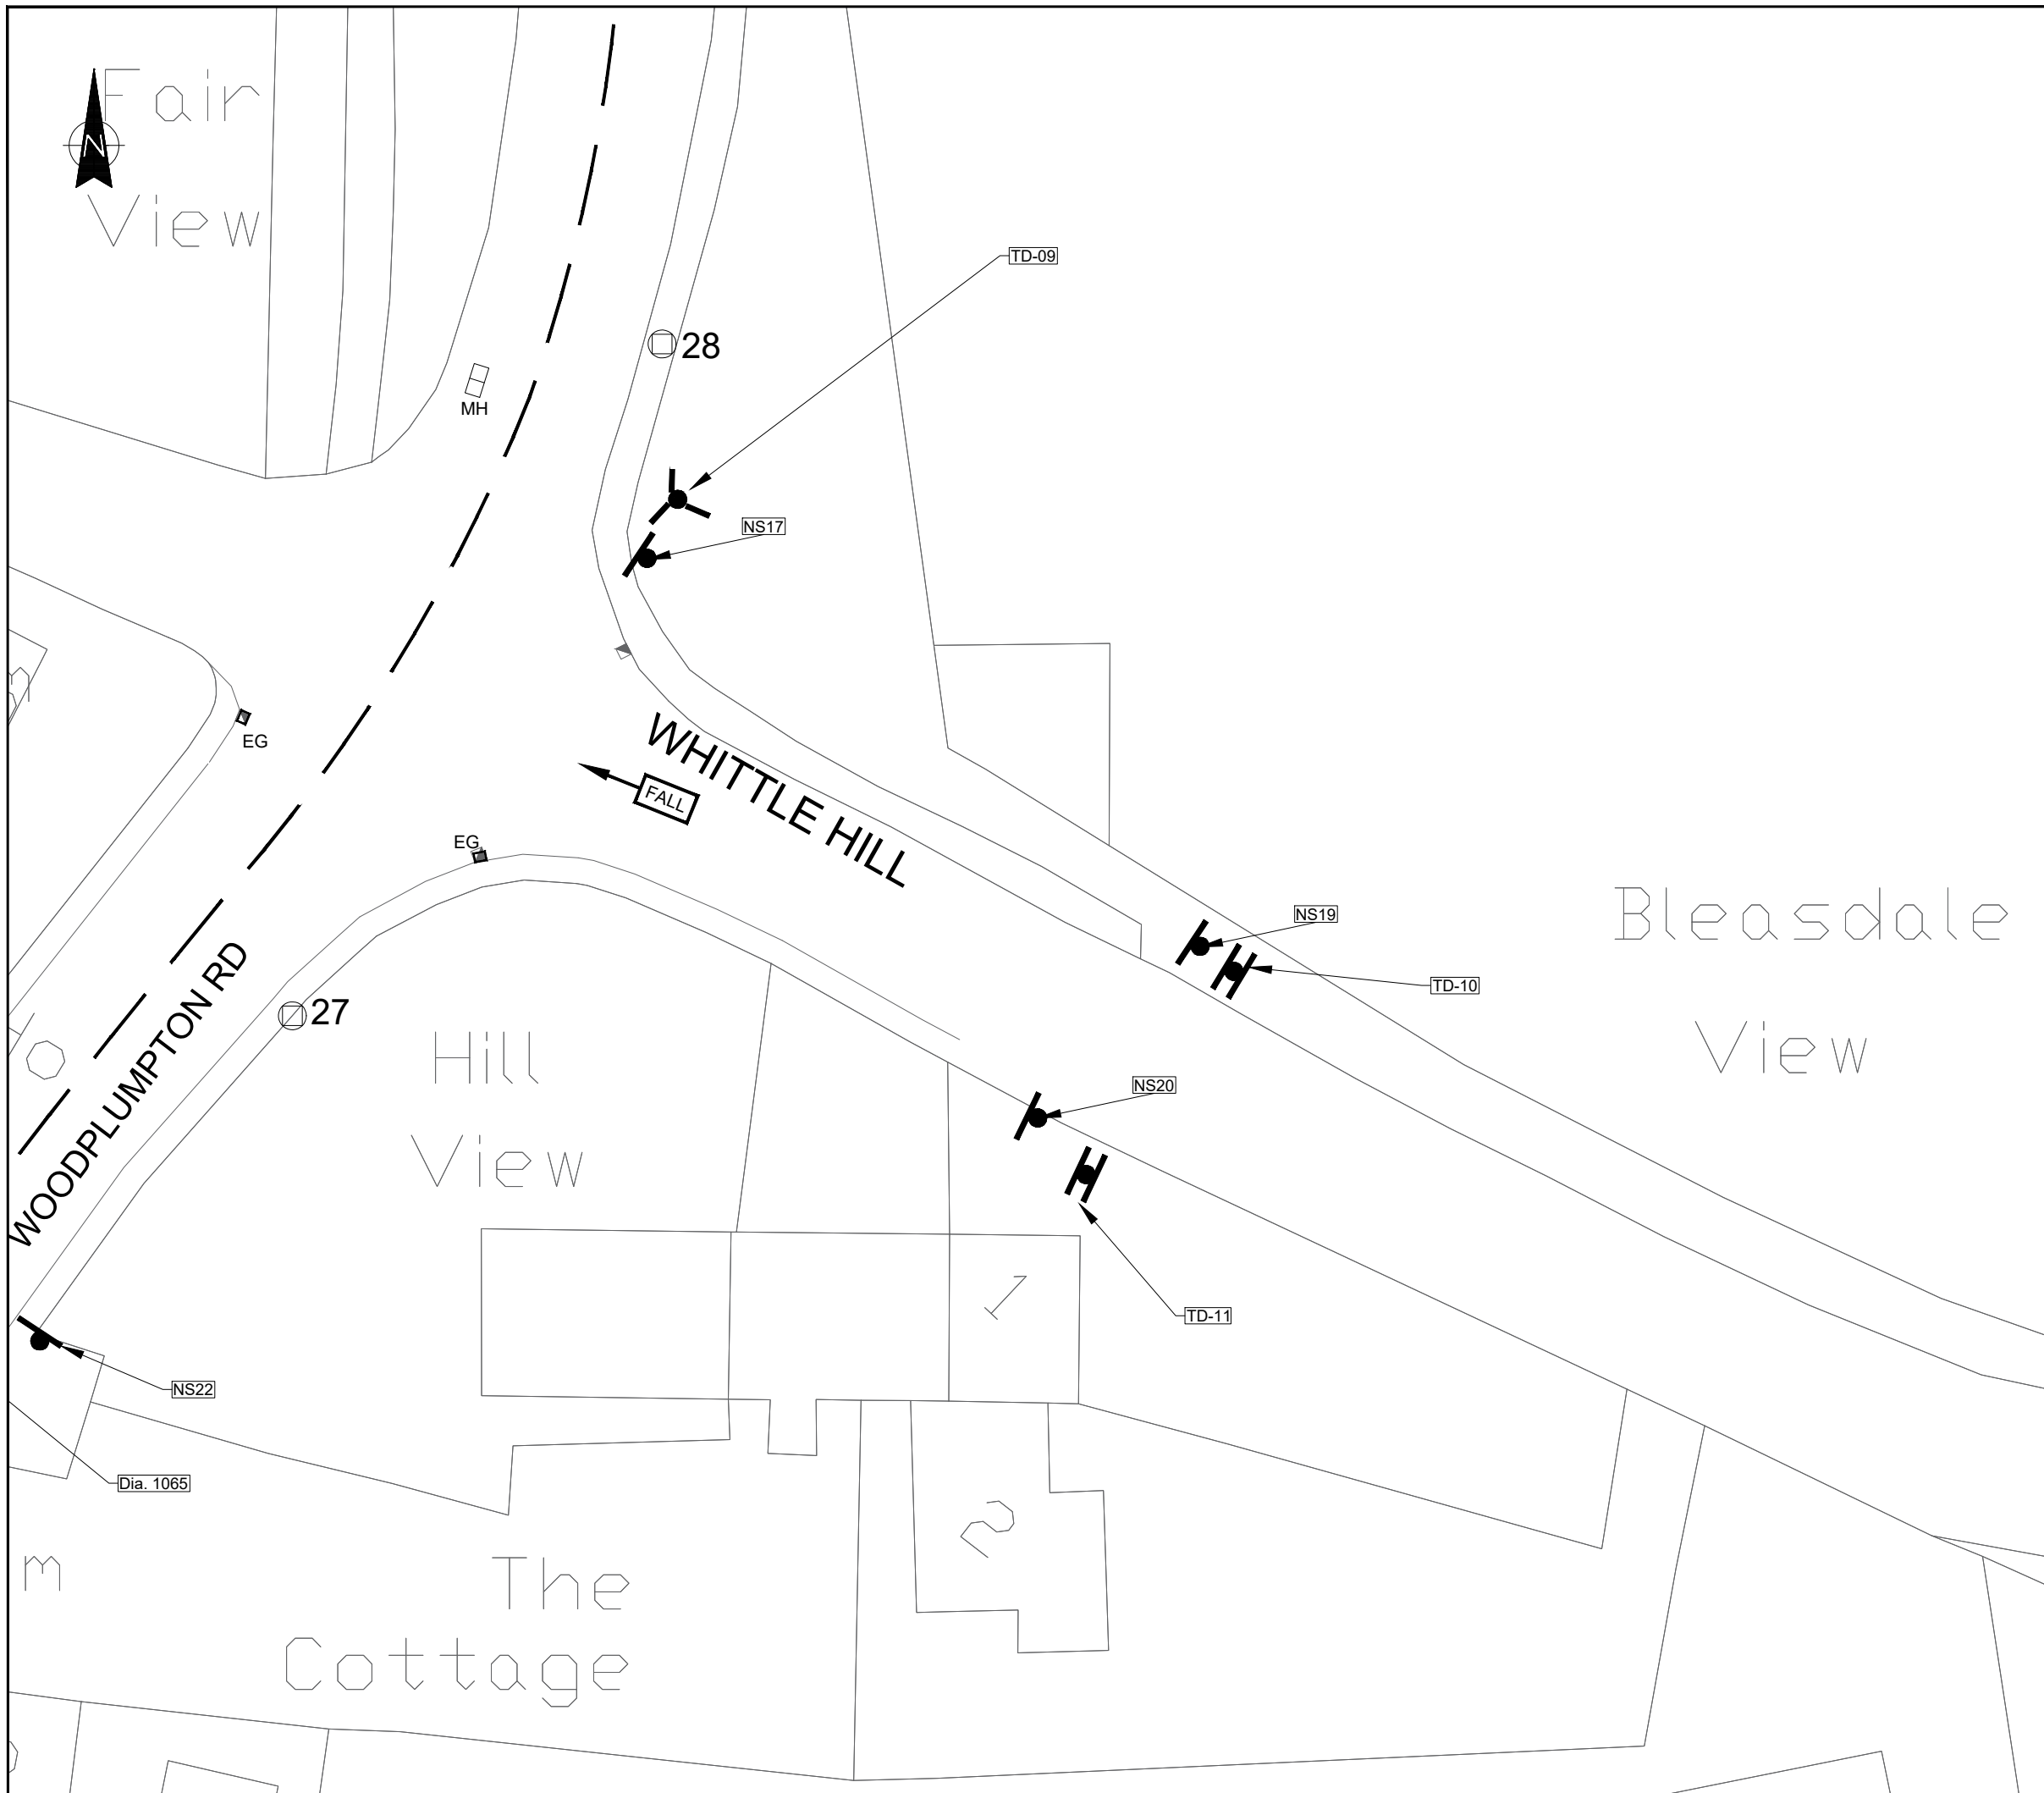 Fair
View
N
TD-09
28
MH
NS17
EG
WHITTLE HILL
FALL
EG
NS19
Bleasdale
View
TD-10
WOODPLUMPTON RD
27
Hill
View
NS20
1
TD-11
NS22
Dia. 1065
2
m
The
Cottage